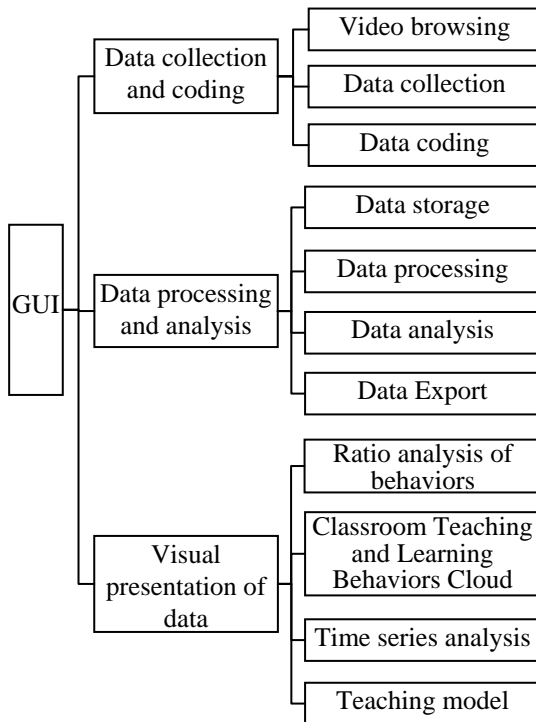 GUI
Data collection
and coding
Video browsing
Data collection
Data coding
Data processing
and analysis
Data storage
Data processing
Data analysis
Data Export
Visual
presentation of
data
Ratio analysis of
behaviors
Classroom Teaching
and Learning
Behaviors Cloud
Time series analysis
Teaching model